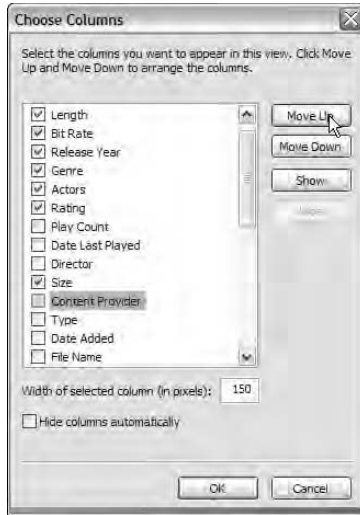 Choose Columns
Select the columns you want to appear in this view. Click Move
Up and Move Down to arrange the columns.
Length
Bit Rate
Release Year
Genre
Actors
Rating
Play Count
Date Last Played
Director
Size
Content Provider
Type
Date Added
File Name
Move Up
Move Down
Show
Width of selected column (in pixels): 150
Hide columns automatically
OK
Cancel